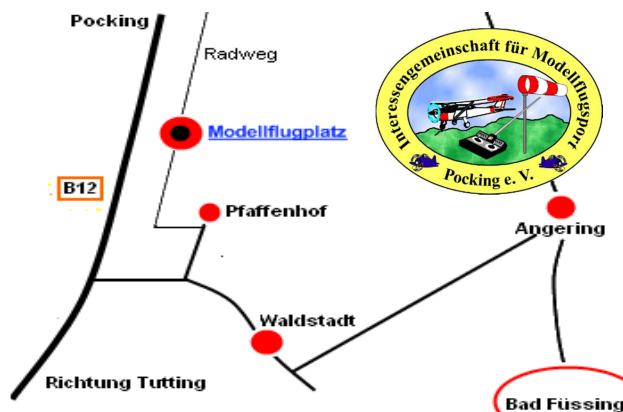 Pocking
Radweg
Interessengemeinschaft für Modellflugsport
Pocking e. V.
Modellflugplatz
B12
Pfaffenhof
Angering
Waldstadt
Richtung Tutting
Bad Füssing